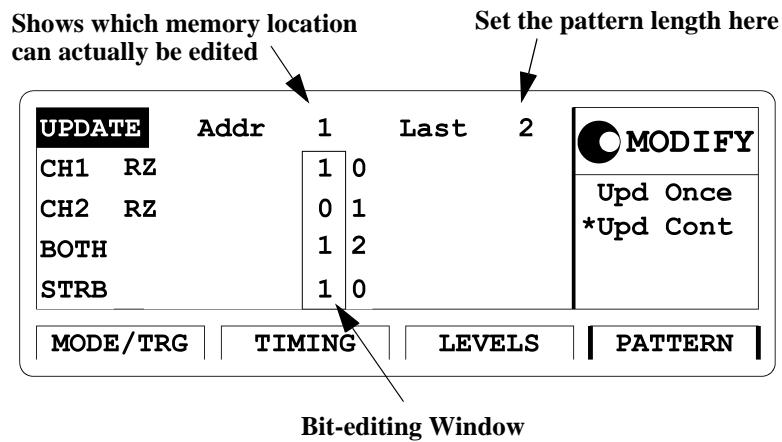 Shows which memory location
can actually be edited
Set the pattern length here
UPDATE Addr 1 Last 2
MODIFY
CH1 RZ 1 0
CH2 RZ 0 1
BOTH 1 2
STRB 1 0
Upd Once
*Upd Cont
MODE/TRG TIMING LEVELS PATTERN
Bit-editing Window